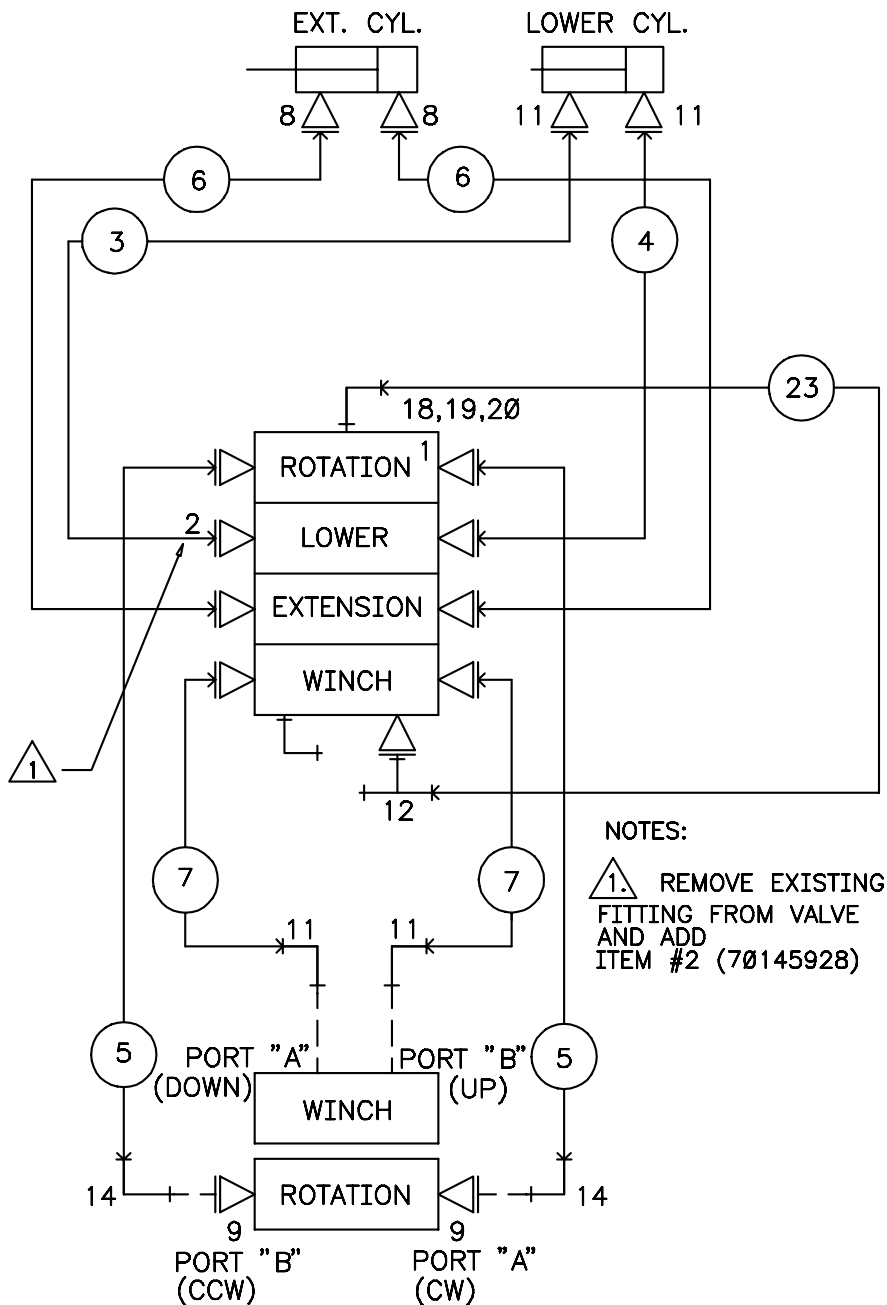 EXT. CYL. LOWER CYL.
8 8 11 11
6 6
3 4
23
18,19,20
ROTATION 1
2 LOWER
EXTENSION
WINCH
1
12
NOTES:
7 7
1. REMOVE EXISTING
FITTING FROM VALVE
AND ADD
ITEM #2 (70145928)
11 11
5 5
PORT "A" PORT "B"
(DOWN) (UP)
WINCH
14 ROTATION 14
9 9
PORT "B" PORT "A"
(CCW) (CW)